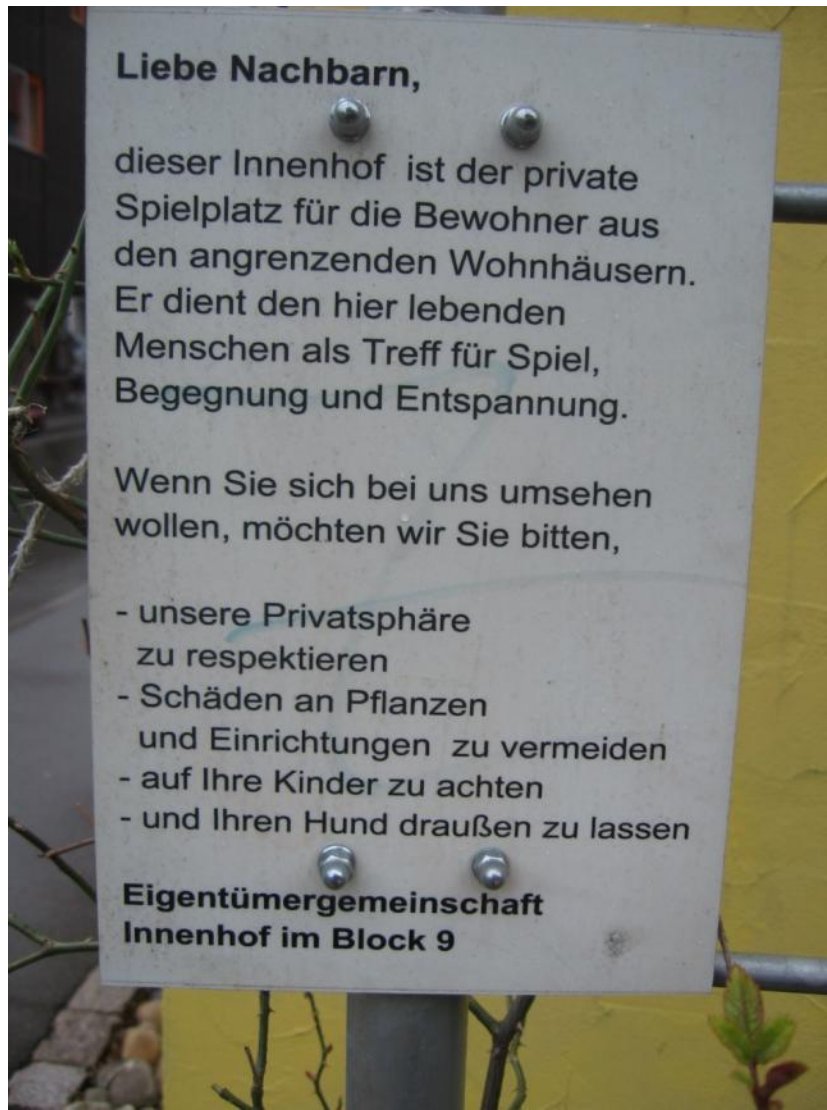 Liebe Nachbarn,
dieser Innenhof ist der private
Spielplatz für die Bewohner aus
den angrenzenden Wohnhäusern.
Er dient den hier lebenden
Menschen als Treff für Spiel,
Begegnung und Entspannung.
Wenn Sie sich bei uns umsehen
wollen, möchten wir Sie bitten,
- unsere Privatsphäre
zu respektieren
- Schäden an Pflanzen
und Einrichtungen zu vermeiden
- auf Ihre Kinder zu achten
- und Ihren Hund draußen zu lassen
Eigentümergemeinschaft
Innenhof im Block 9